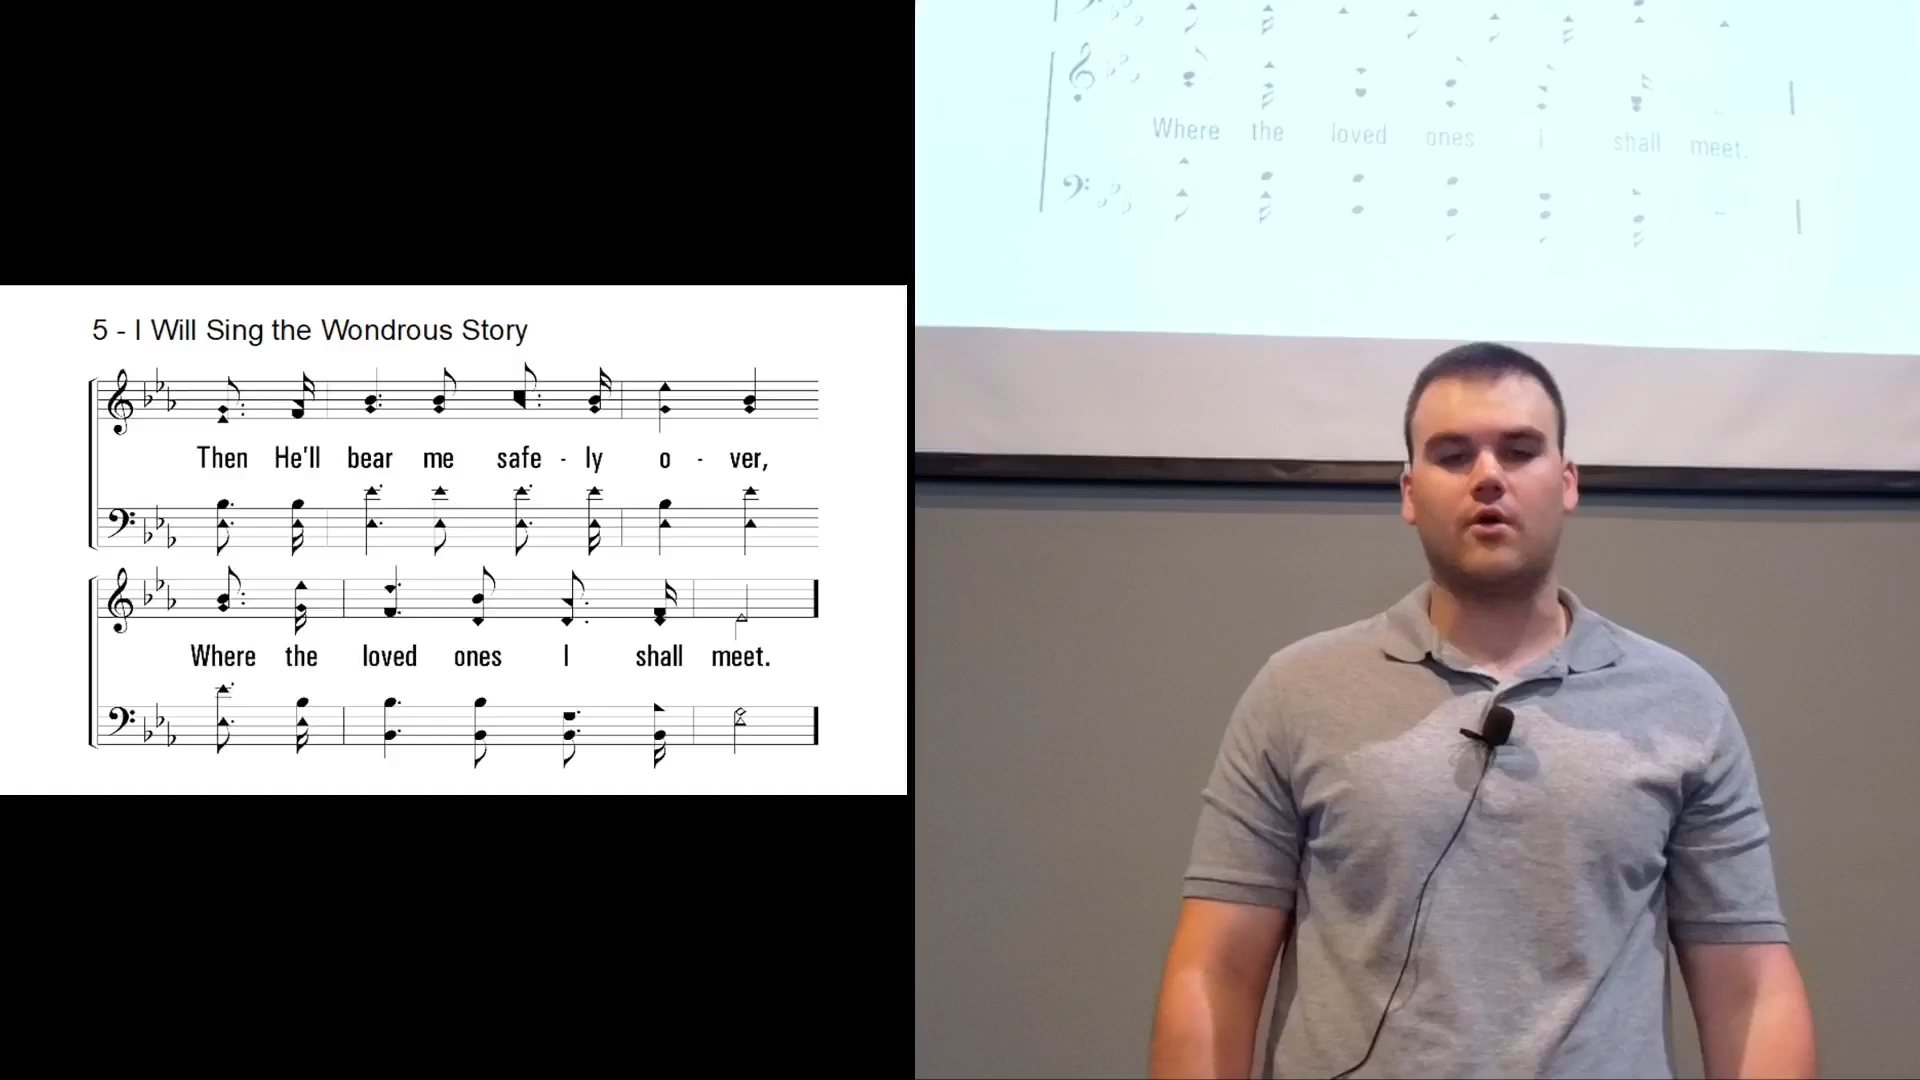 5 - I Will Sing the Wondrous Story
Then He'll bear me safe - ly o - ver,
Where the loved ones I shall meet.
Where the loved ones I shall meet.